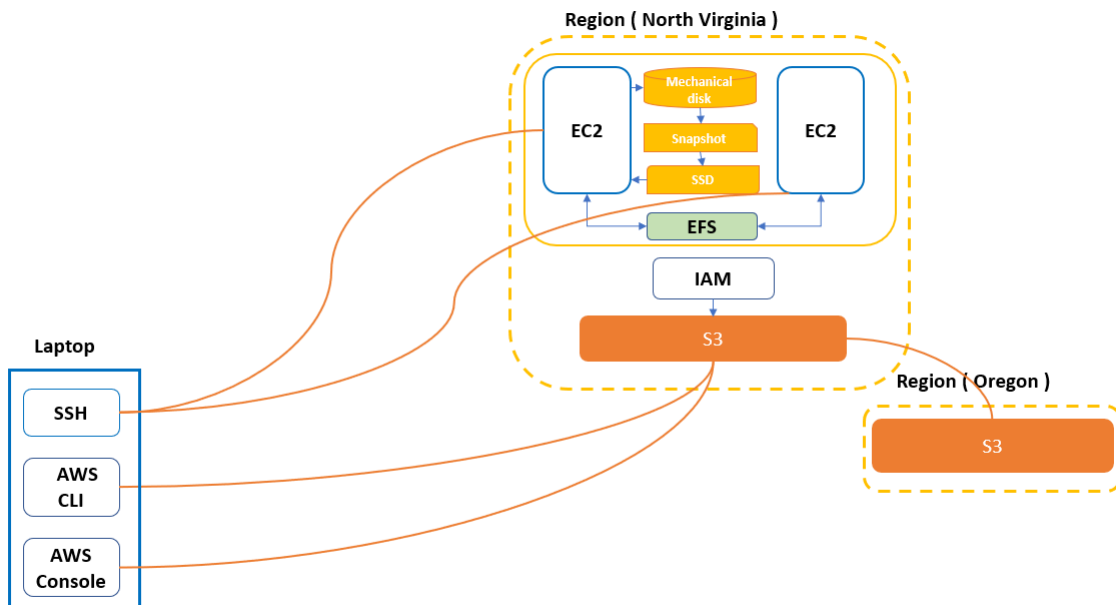 Region ( North Virginia )
EC2
Mechanical
disk
Snapshot
SSD
EC2
EFS
IAM
S3
Laptop
SSH
AWS
CLI
AWS
Console
Region ( Oregon )
S3